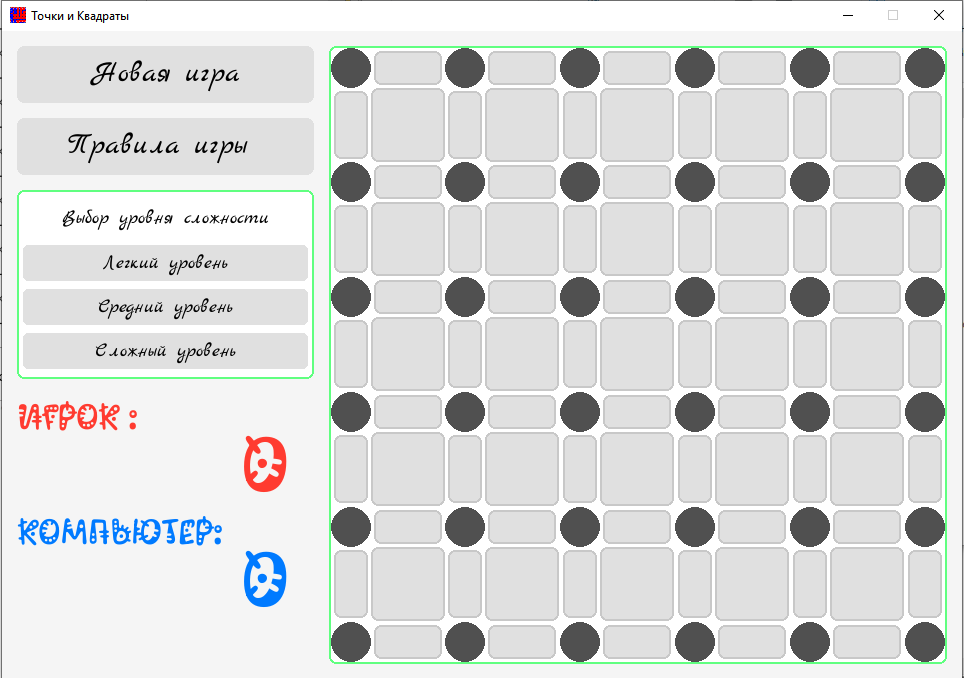 Точки и Квадраты
Новая игра
Правила игры
Выбор уровня сложности
Легкий уровень
Средний уровень
Сложный уровень
ИГРОК :
0
КОМПЬЮТЕР:
0